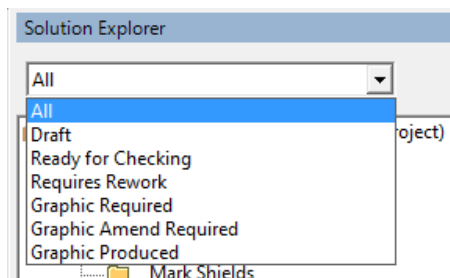 Solution Explorer
All
All
Draft
oject)
Ready for Checking
Requires Rework
Graphic Required
Graphic Amend Required
Graphic Produced
Mark Shields